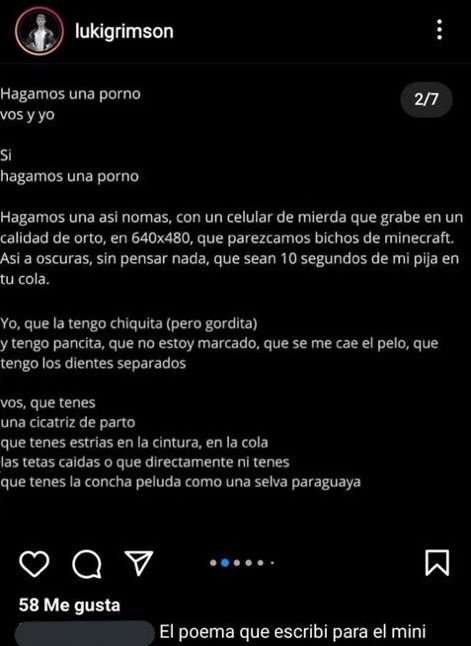 lukigrimson
2/7
Hagamos una porno
vos y yo
Si
hagamos una porno
Hagamos una asi nomas, con un celular de mierda que grabe en un
calidad de orto, en 640x480, que parezcamos bichos de minecraft.
Asi a oscuras, sin pensar nada, que sean 10 segundos de mi pija en
tu cola.
Yo, que la tengo chiquita (pero gordita)
y tengo pancita, que no estoy marcado, que se me cae el pelo, que
tengo los dientes separados
vos, que tenes
una cicatriz de parto
que tenes estrias en la cintura, en la cola
las tetas caidas o que directamente ni tenes
que tenes la concha peluda como una selva paraguaya
58 Me gusta
El poema que escribi para el mini